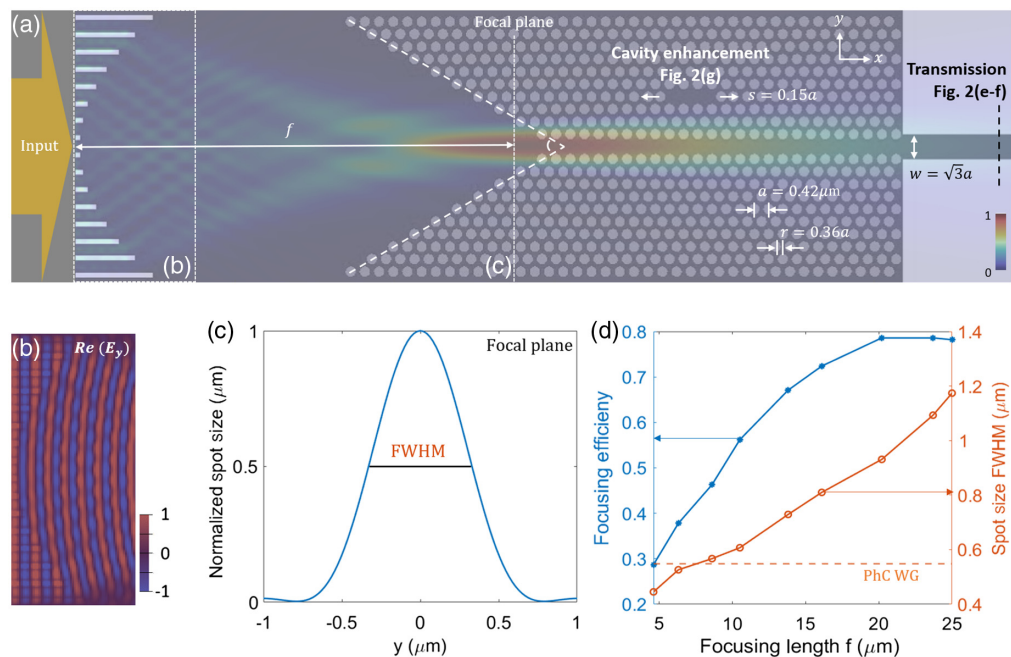 (a)
Focal plane
y
x
Cavity enhancement
Fig. 2(g)
s = 0.15a
Transmission
Fig. 2(e-f)
f
Input
w = √3a
a = 0.42μm
r = 0.36a
1
0
(b)
(c)
(b)
Re (E_y)
1
0
-1
(c)
Normalized spot size (μm)
1
0.5
0
Focal plane
FWHM
-1
-0.5
0
0.5
1
y (μm)
(d)
Focusing efficieny
0.8
0.7
0.6
0.5
0.4
0.3
0.2
PhC WG
1.4
1.2
1
0.8
0.6
0.4
Spot size FWHM (μm)
5
10
15
20
25
Focusing length f (μm)